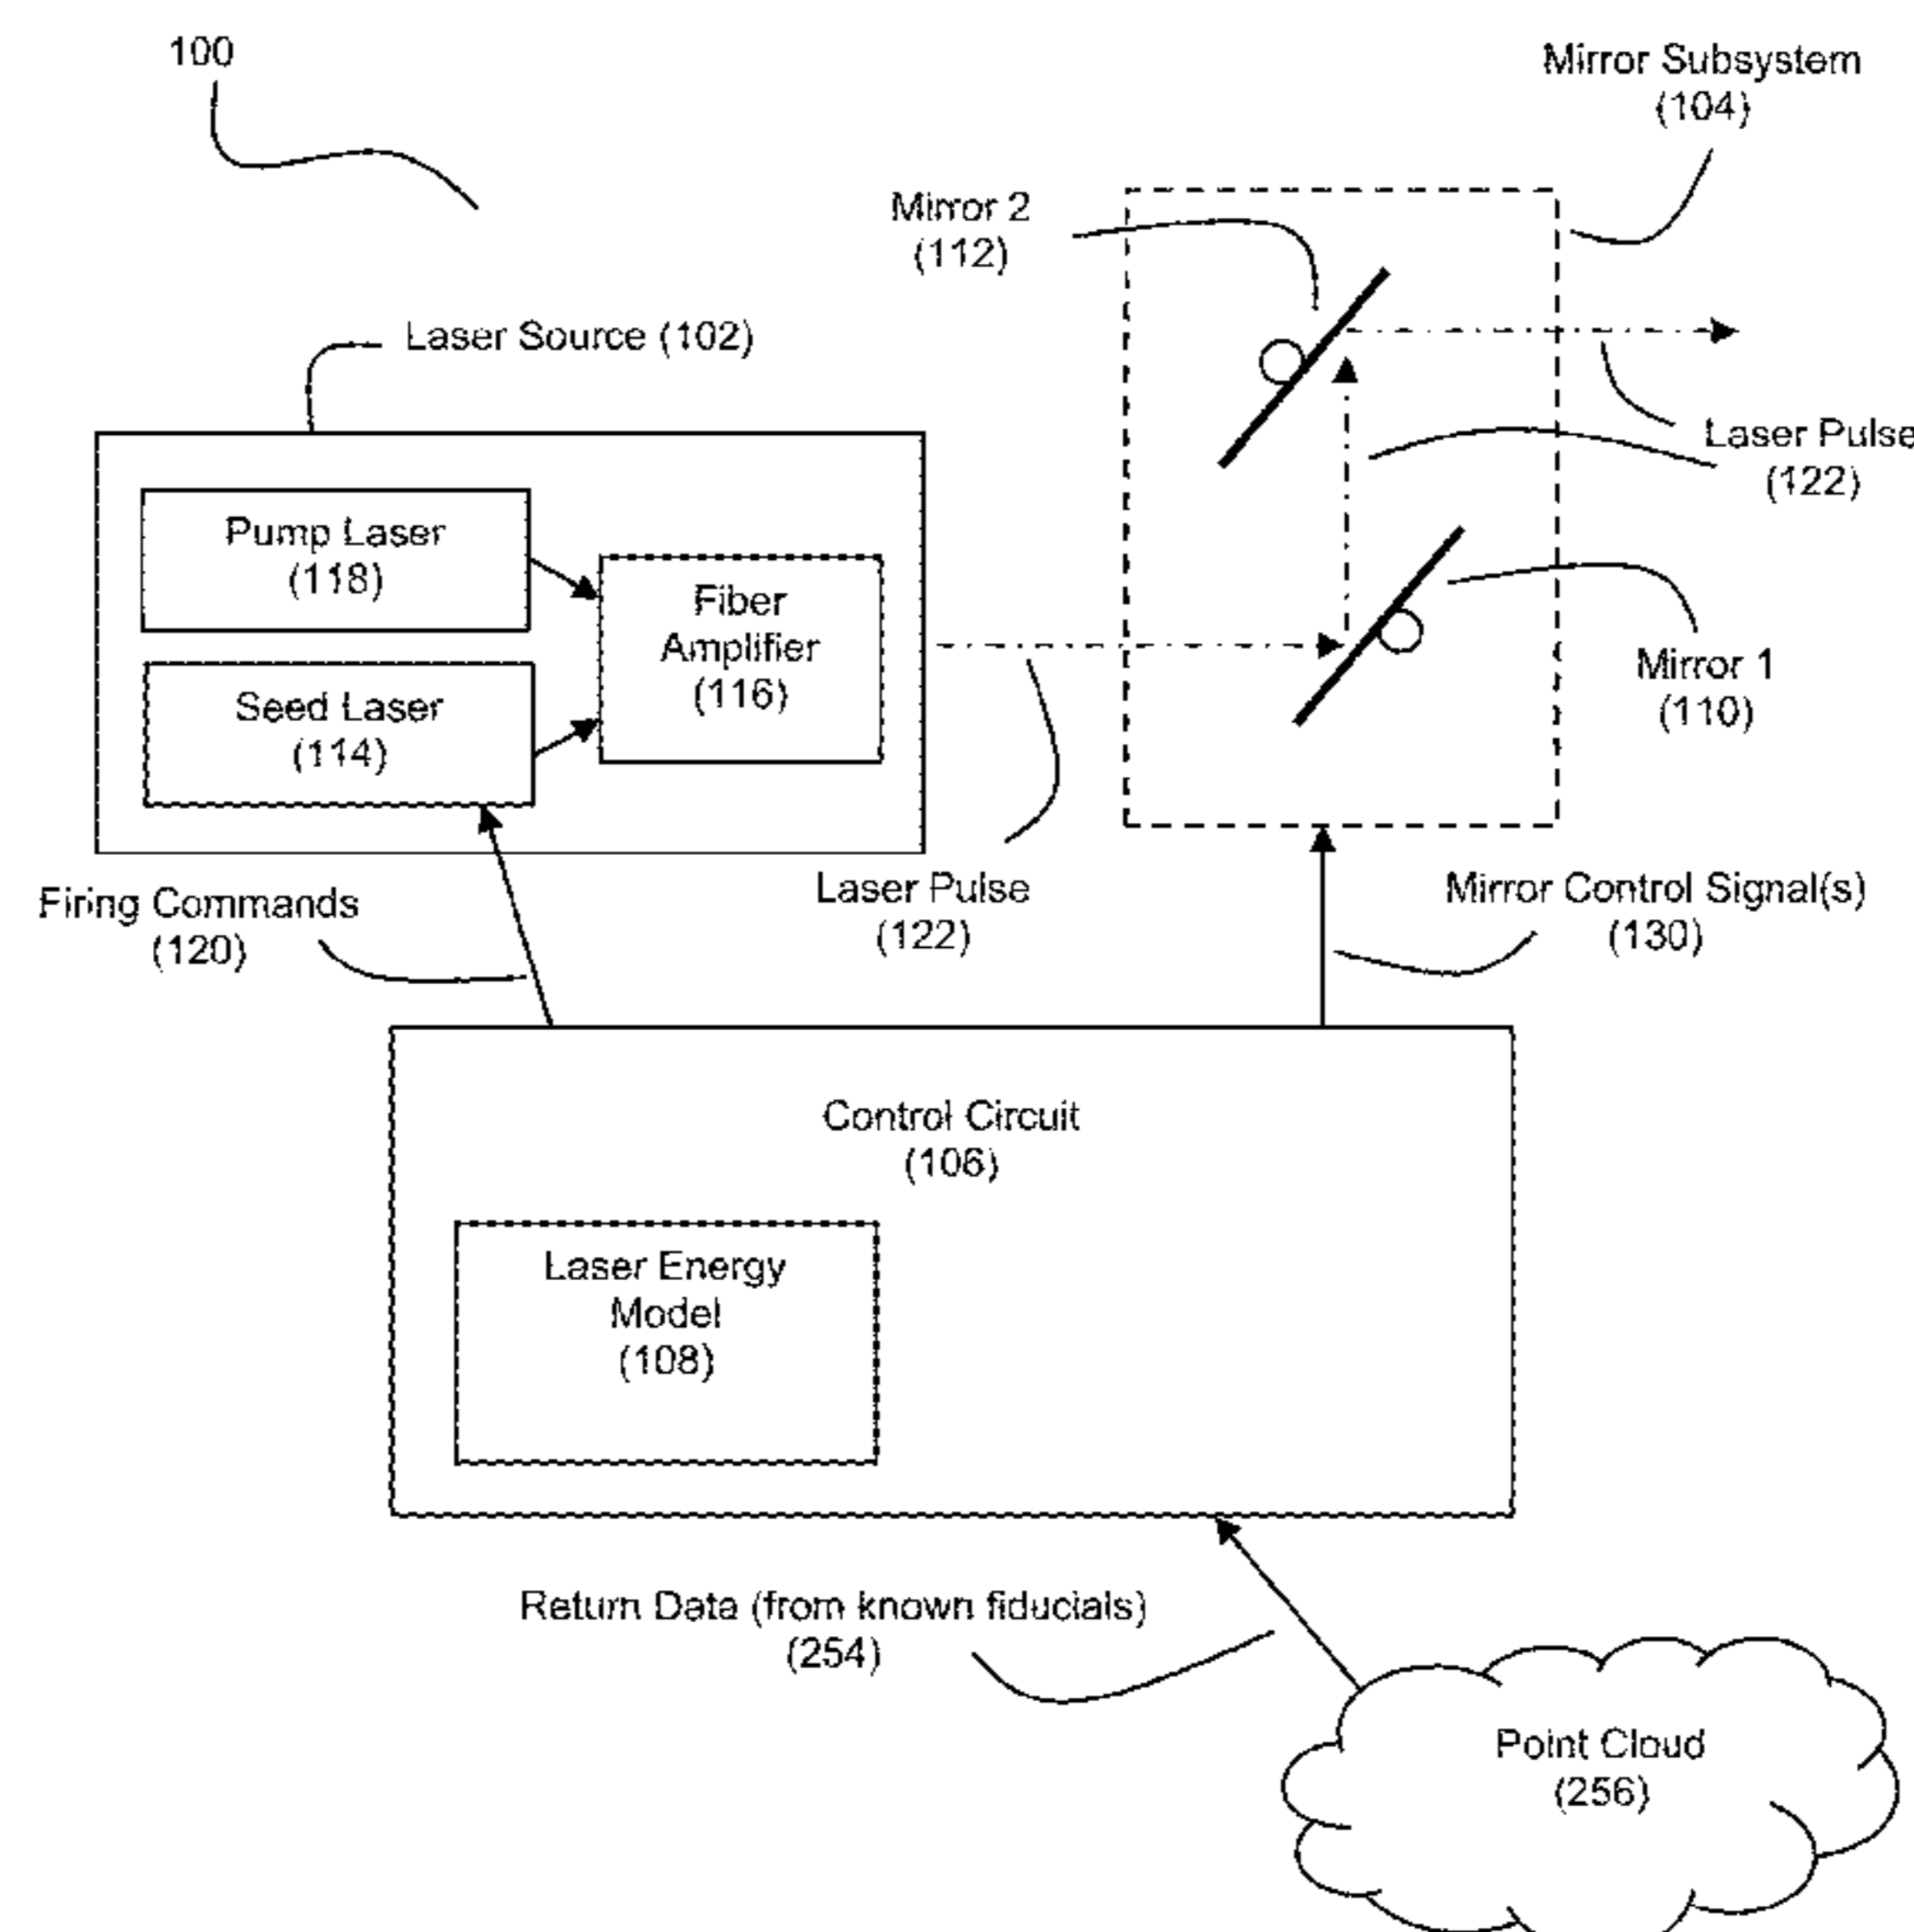 100
Mirror Subsystem
(104)
Mirror 2
(112)
Laser Source (102)
Laser Pulse
(122)
Pump Laser
(118)
Fiber
Amplifier
(116)
Seed Laser
(114)
Mirror 1
(110)
Firing Commands
(120)
Laser Pulse
(122)
Mirror Control Signal(s)
(130)
Control Circuit
(106)
Laser Energy
Model
(108)
Return Data (from known fiducials)
(254)
Point Cloud
(256)